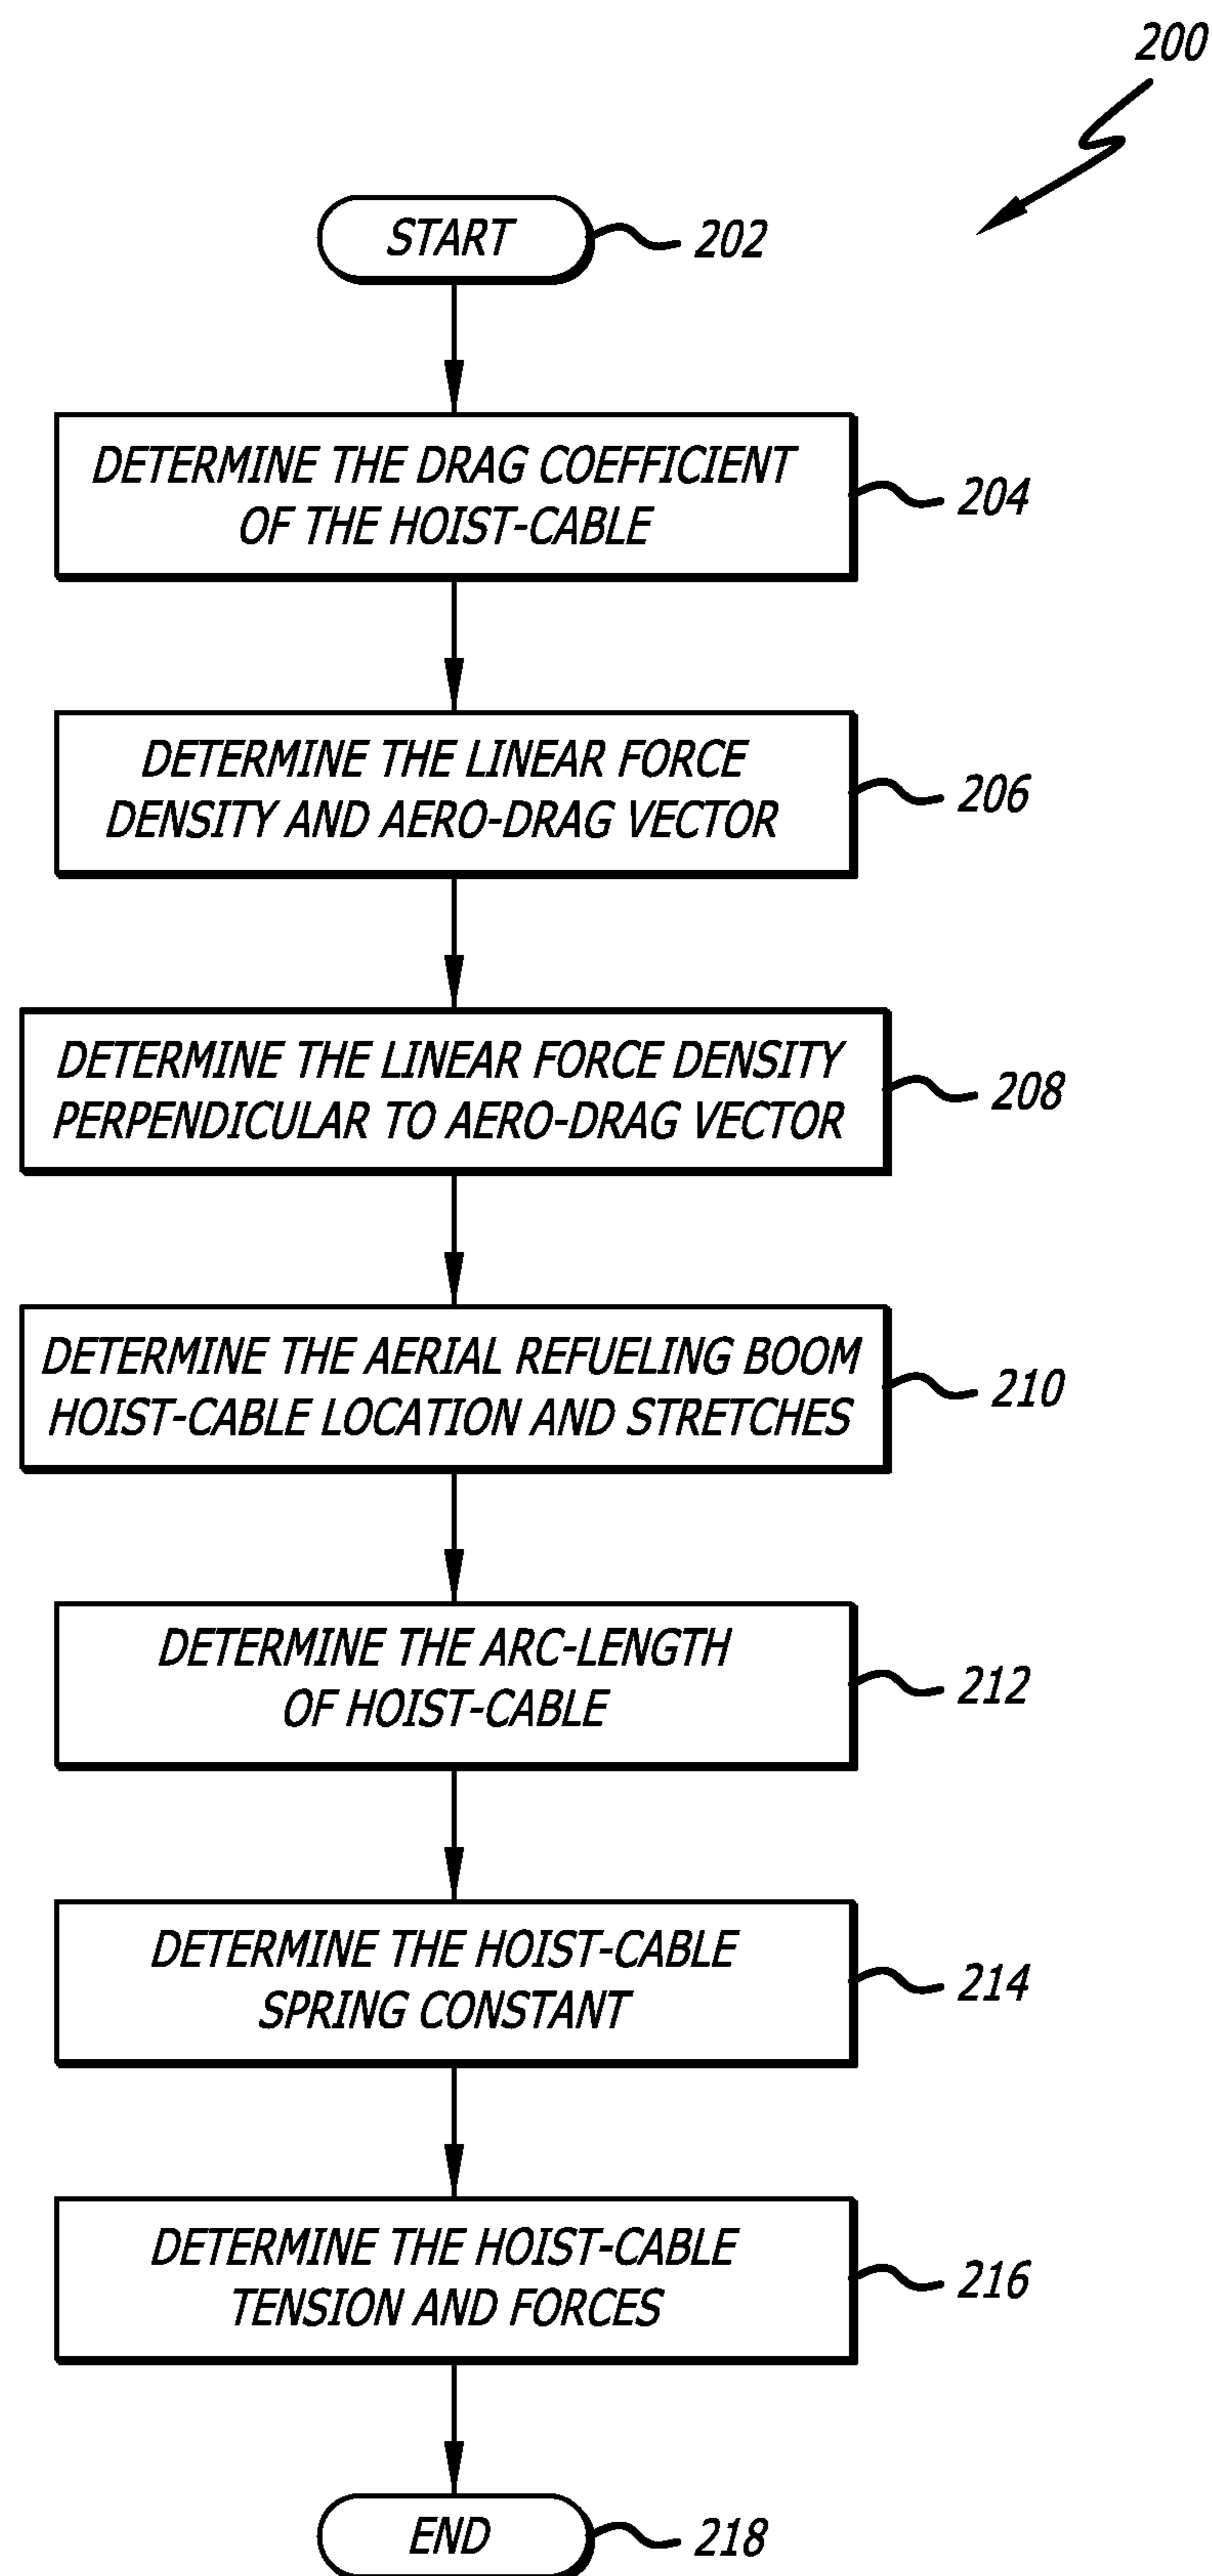 200
START
202
DETERMINE THE DRAG COEFFICIENT
OF THE HOIST-CABLE
204
DETERMINE THE LINEAR FORCE
DENSITY AND AERO-DRAG VECTOR
206
DETERMINE THE LINEAR FORCE DENSITY
PERPENDICULAR TO AERO-DRAG VECTOR
208
DETERMINE THE AERIAL REFUELING BOOM
HOIST-CABLE LOCATION AND STRETCHES
210
DETERMINE THE ARC-LENGTH
OF HOIST-CABLE
212
DETERMINE THE HOIST-CABLE
SPRING CONSTANT
214
DETERMINE THE HOIST-CABLE
TENSION AND FORCES
216
END
218